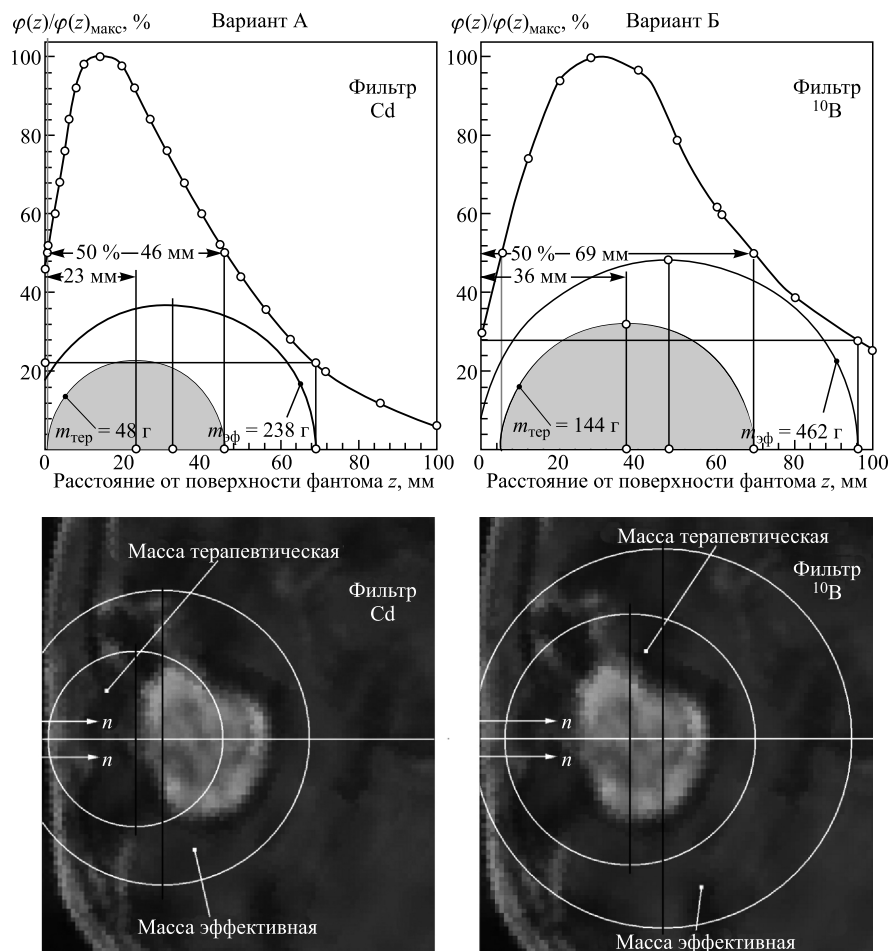 φ(z)/φ(z)макс, % Вариант А
Фильтр
Cd
100
80
60
40
20
50 % 46 мм
23 мм
mтер = 48 г
mэф = 238 г
0 20 40 60 80 100
Расстояние от поверхности фантома z, мм
φ(z)/φ(z)макс, % Вариант Б
Фильтр
¹⁰B
100
80
60
40
20
50 % 69 мм
36 мм
mтер = 144 г
mэф = 462 г
0 20 40 60 80 100
Расстояние от поверхности фантома z, мм
Масса терапевтическая
Фильтр
Cd
n
n
Масса эффективная
Масса терапевтическая
Фильтр
¹⁰B
n
n
Масса эффективная